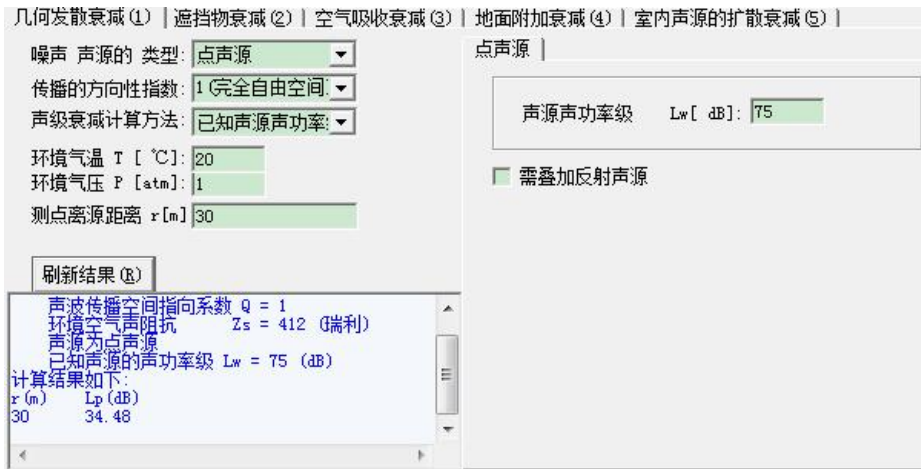 几何发散衰减(1) | 遮挡物衰减(2) | 空气吸收衰减(3) | 地面附加衰减(4) | 室内声源的扩散衰减(5) |
噪声 声源的 类型: 点声源
传播的方向性指数: 1(完全自由空间
声级衰减计算方法: 已知声源声功率
环境气温 T [ ℃]: 20
环境气压 P [atm]: 1
测点离源距离 r[m] 30
刷新结果(R)
声波传播空间指向系数 Q = 1
环境空气声阻抗 Zs = 412 (瑞利)
声源为点声源
已知声源的声功率级 Lw = 75 (dB)
计算结果如下:
r(m) Lp(dB)
30 34.48
点声源 |
声源声功率级 Lw[ dB]: 75
需叠加反射声源